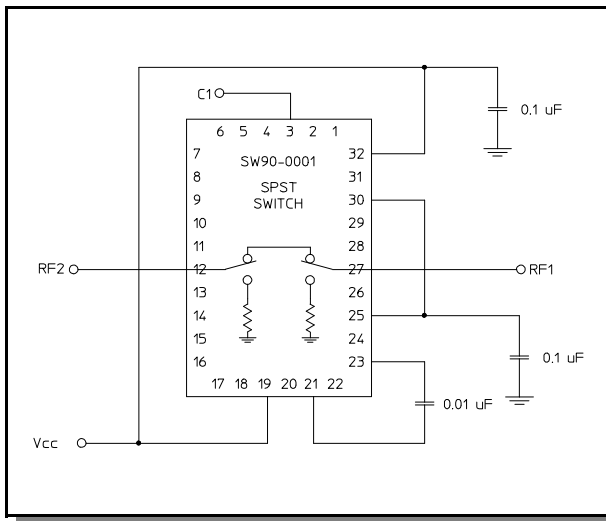 C1
0.1 uF
6 5 4 3 2 1
7 SW90-0001 32
8 SPST 31
9 SWITCH 30
10 29
11 28
RF2 12 27 RF1
13 26
14 25
15 24
16 23
0.1 uF
17 18 19 20 21 22
0.01 uF
Vcc